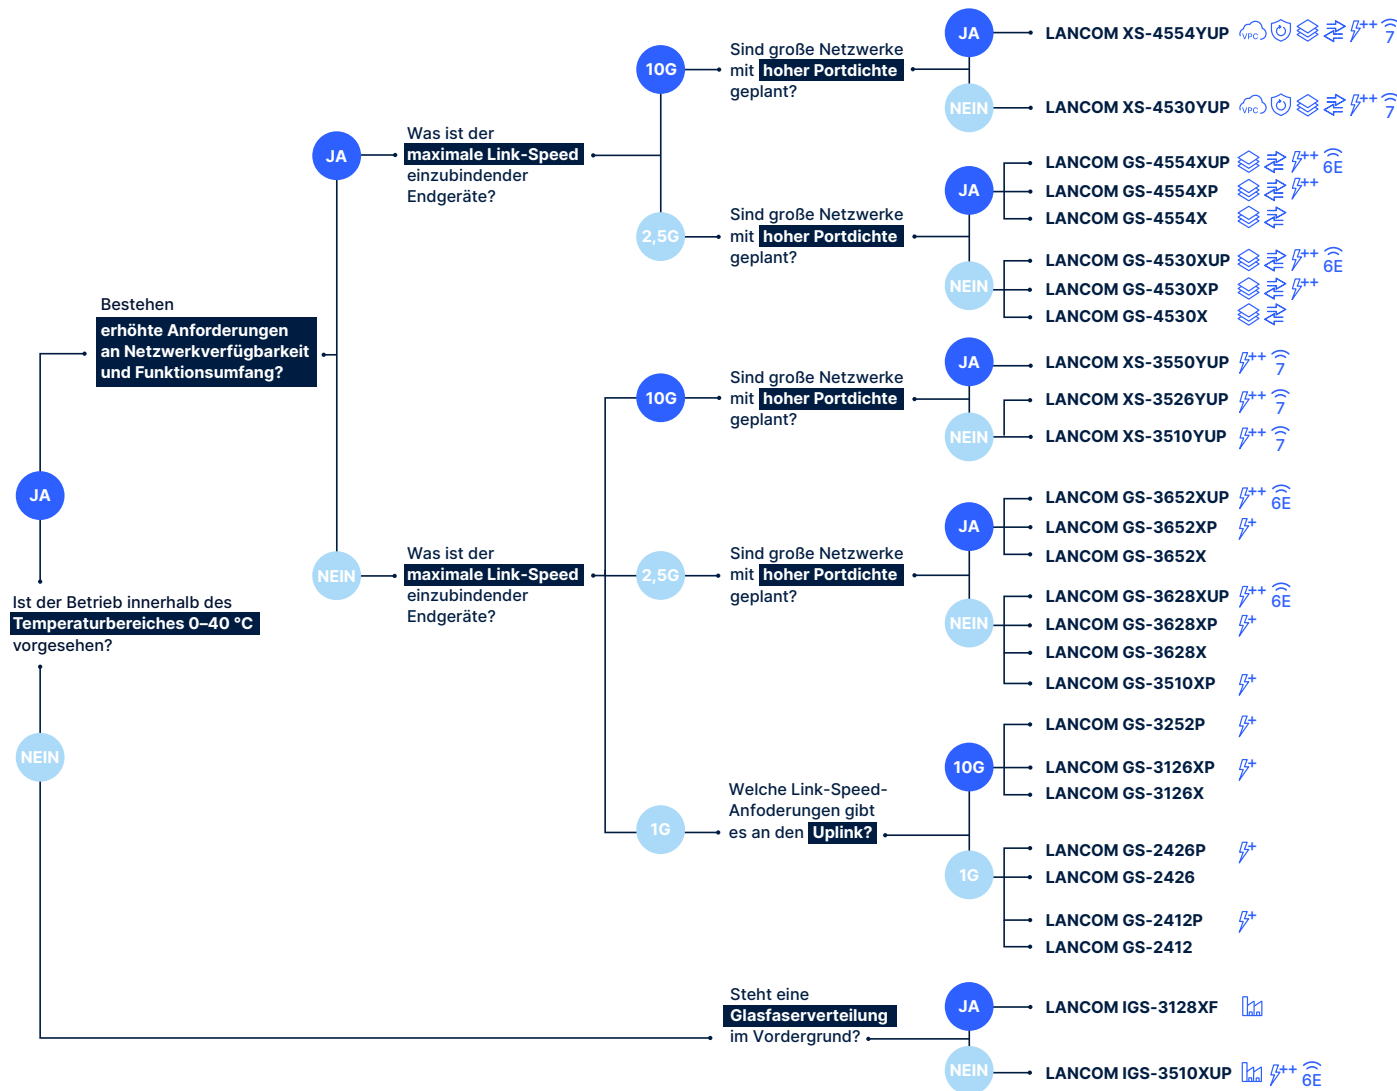 Ist der Betrieb innerhalb des
Temperaturbereiches 0–40 °C
vorgesehen?
JA
Bestehen
erhöhte Anforderungen
an Netzwerkverfügbarkeit
und Funktionsumfang?
JA
Was ist der
maximale Link-Speed
einzubindender
Endgeräte?
10G
Sind große Netzwerke
mit hoher Portdichte
geplant?
JA
LANCOM XS-4554YUP VPC ++ 7
NEIN
LANCOM XS-4530YUP VPC ++ 7
2,5G
Sind große Netzwerke
mit hoher Portdichte
geplant?
JA
LANCOM GS-4554XUP ++ 6E
LANCOM GS-4554XP ++
LANCOM GS-4554X
NEIN
LANCOM GS-4530XUP ++ 6E
LANCOM GS-4530XP ++
LANCOM GS-4530X
NEIN
Was ist der
maximale Link-Speed
einzubindender
Endgeräte?
10G
Sind große Netzwerke
mit hoher Portdichte
geplant?
JA
LANCOM XS-3550YUP ++ 7
NEIN
LANCOM XS-3526YUP ++ 7
LANCOM XS-3510YUP ++ 7
2,5G
Sind große Netzwerke
mit hoher Portdichte
geplant?
JA
LANCOM GS-3652XUP ++ 6E
LANCOM GS-3652XP +
LANCOM GS-3652X
NEIN
LANCOM GS-3628XUP ++ 6E
LANCOM GS-3628XP +
LANCOM GS-3628X
LANCOM GS-3510XP +
1G
Welche Link-Speed-
Anfoderungen gibt
es an den Uplink?
10G
LANCOM GS-3252P +
LANCOM GS-3126XP +
LANCOM GS-3126X
1G
LANCOM GS-2426P +
LANCOM GS-2426
LANCOM GS-2412P +
LANCOM GS-2412
NEIN
Steht eine
Glasfaserverteilung
im Vordergrund?
JA
LANCOM IGS-3128XF
NEIN
LANCOM IGS-3510XUP ++ 6E